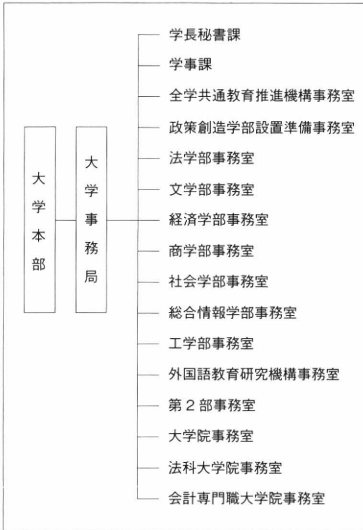 大学本部
大学事務局
学長秘書課
学事課
全学共通教育推進機構事務室
政策創造学部設置準備事務室
法学部事務室
文学部事務室
経済学部事務室
商学部事務室
社会学部事務室
総合情報学部事務室
工学部事務室
外国語教育研究機構事務室
第2部事務室
大学院事務室
法科大学院事務室
会計専門職大学院事務室